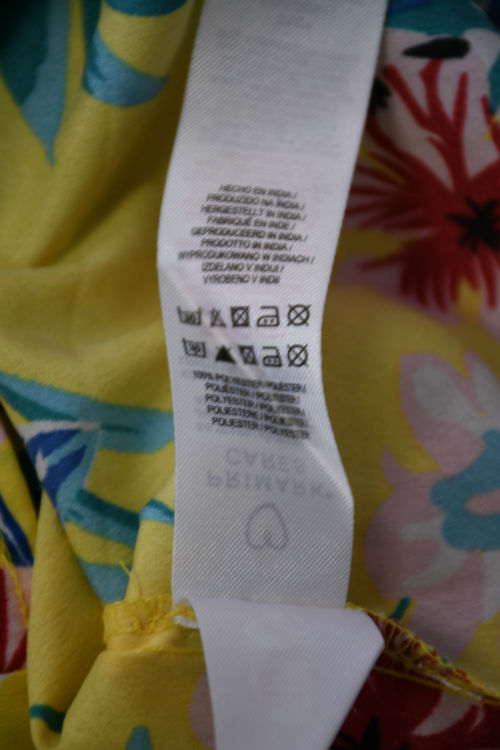 HECHO EN INDIA /
PRODUZIDO NA INDIA /
HERGESTELLT IN INDIA /
FABRIQUÉ EN INDE /
GEPRODUCEERD IN INDIA /
PRODOTTO IN INDIA /
WYPRODUKOWANO W INDIACH /
IZDELANO V INDIJI /
VYROBENO V INDII
100% POLYESTER / POLIÉSTER /
POLIÉSTER / POLYESTER /
POLYESTER / POLYESTER /
POLIESTERE / POLIESTER /
POLIESTER / POLYESTER
CARES
PRIMARK